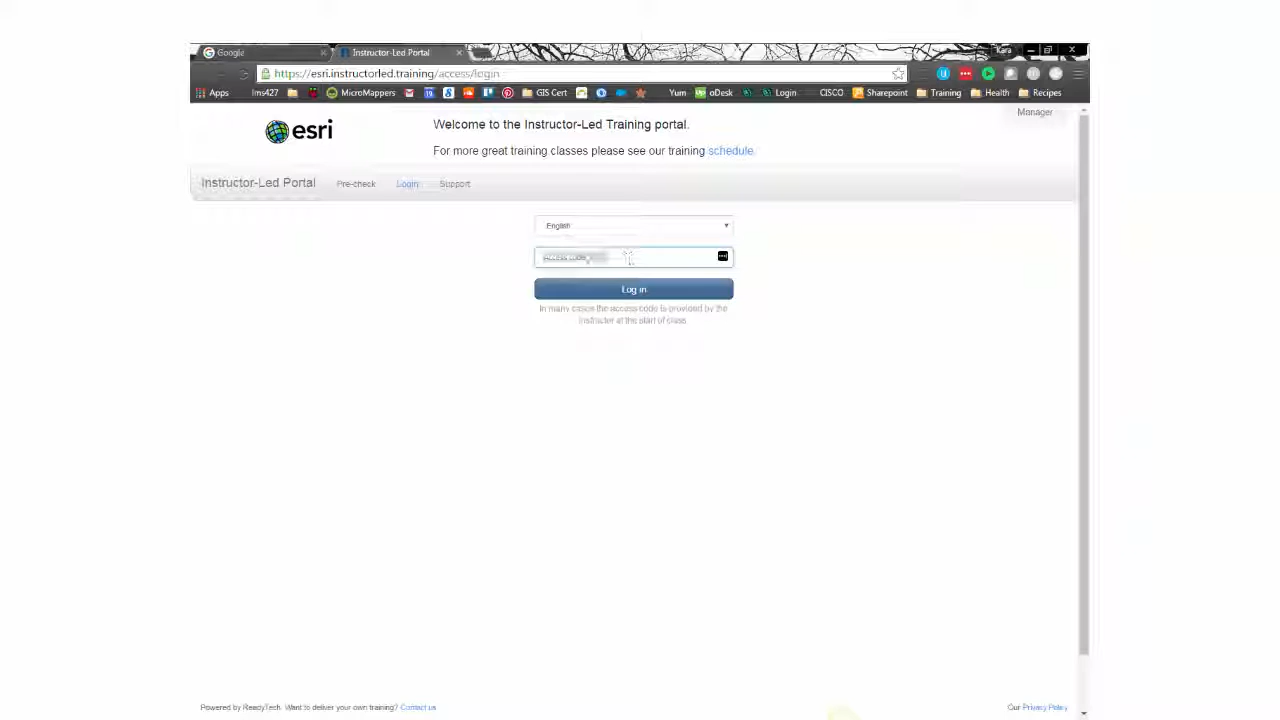 Google
Instructor-Led Portal
Kara
https://esri.instructorled.training/access/login
Apps lms427 MicroMappers GIS Cert Yum oDesk Login CISCO Sharepoint Training Health Recipes
Manager
esri
Welcome to the Instructor-Led Training portal.
For more great training classes please see our training schedule.
Instructor-Led Portal Pre-check Login Support
English
Log in
In many cases the access code is provided by the
instructor at the start of class
Powered by ReadyTech. Want to deliver your own training? Contact us
Our Privacy Policy